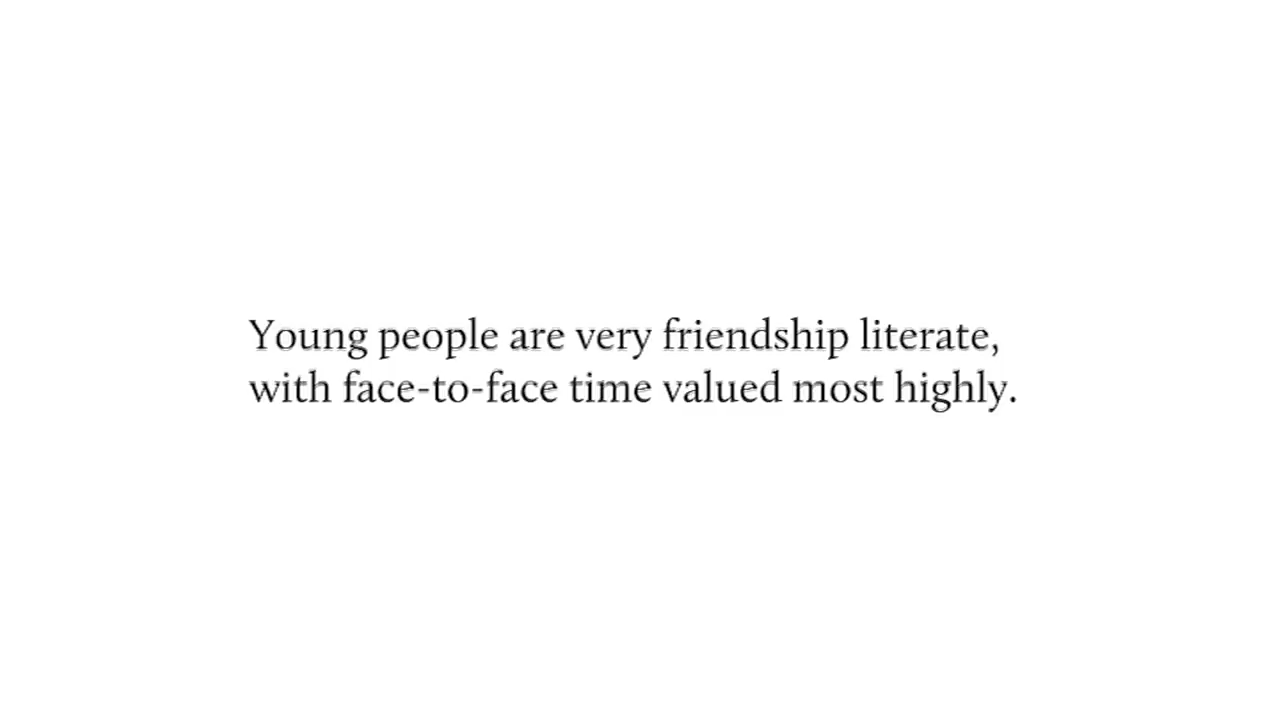 Young people are very friendship literate,
with face-to-face time valued most highly.